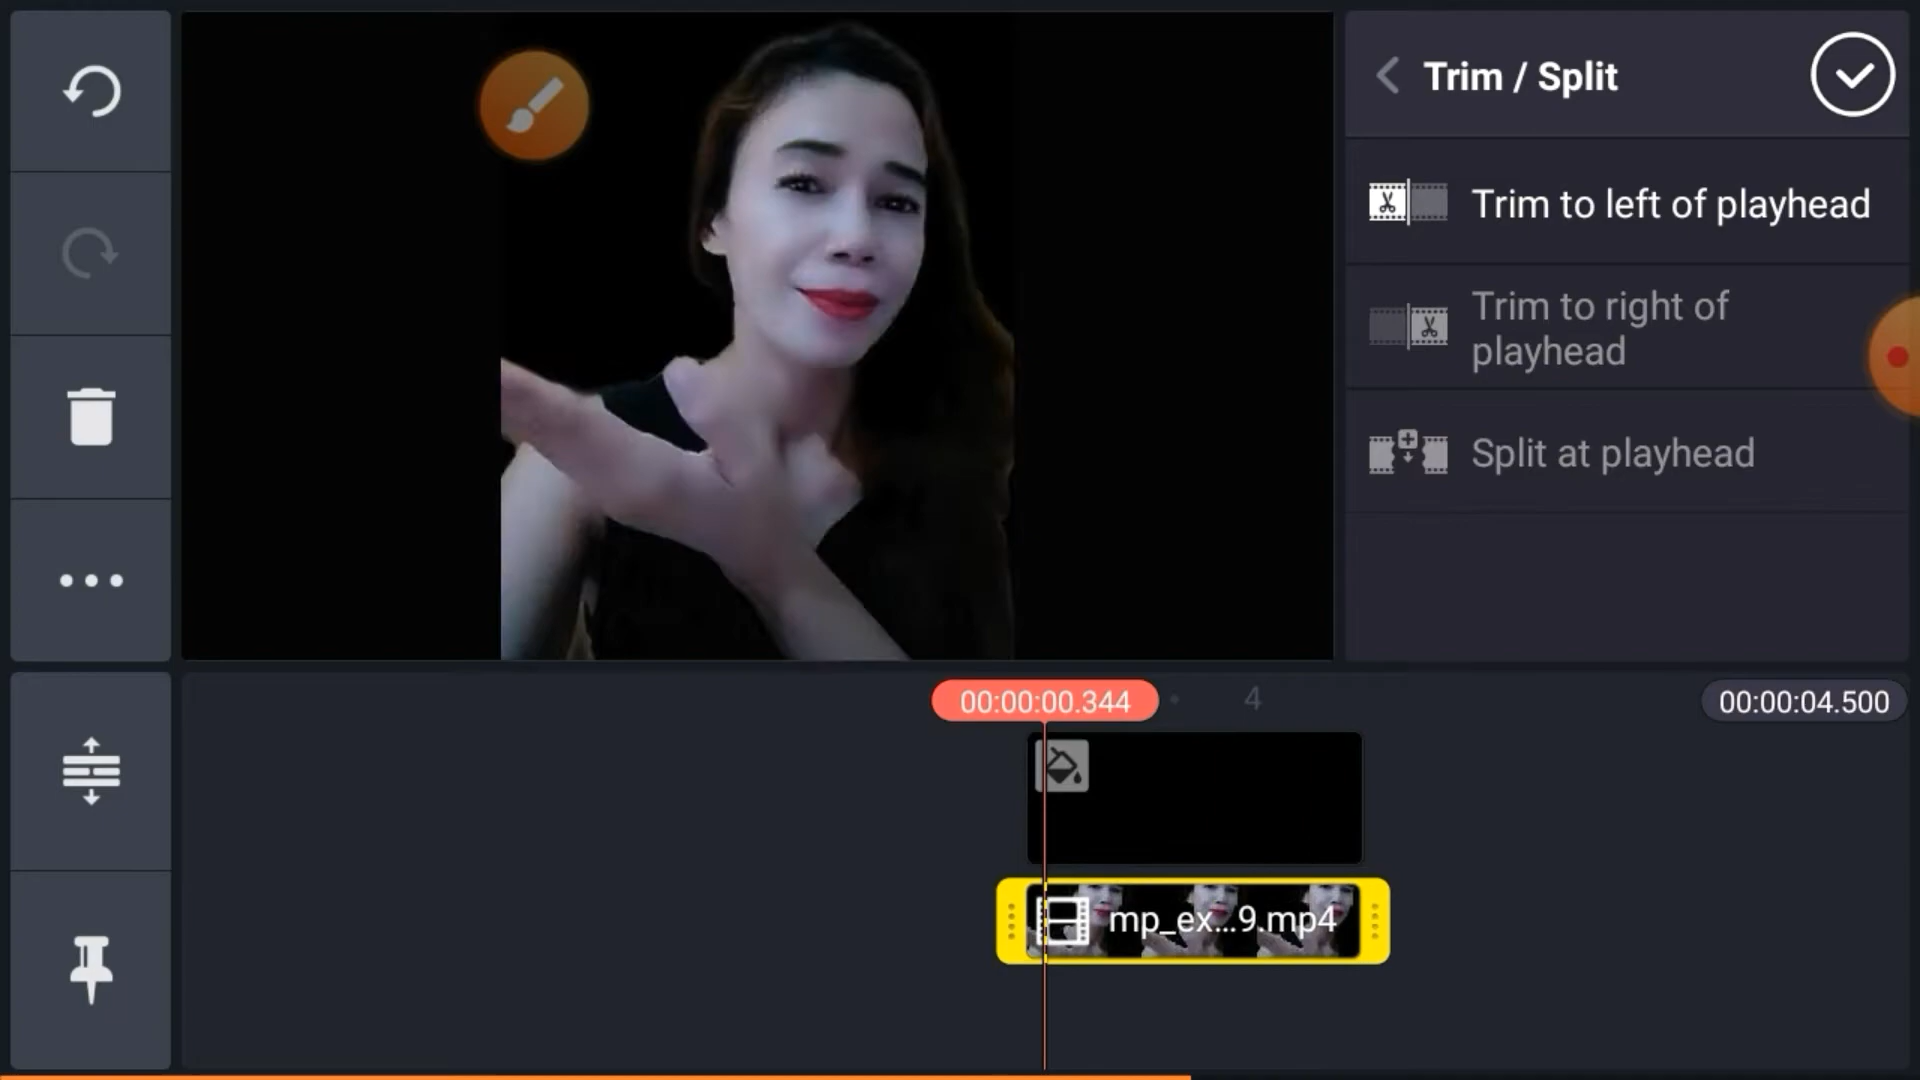 Trim / Split
Trim to left of playhead
Trim to right of
playhead
Split at playhead
00:00:00.344
4
00:00:04.500
mp_ex...9.mp4